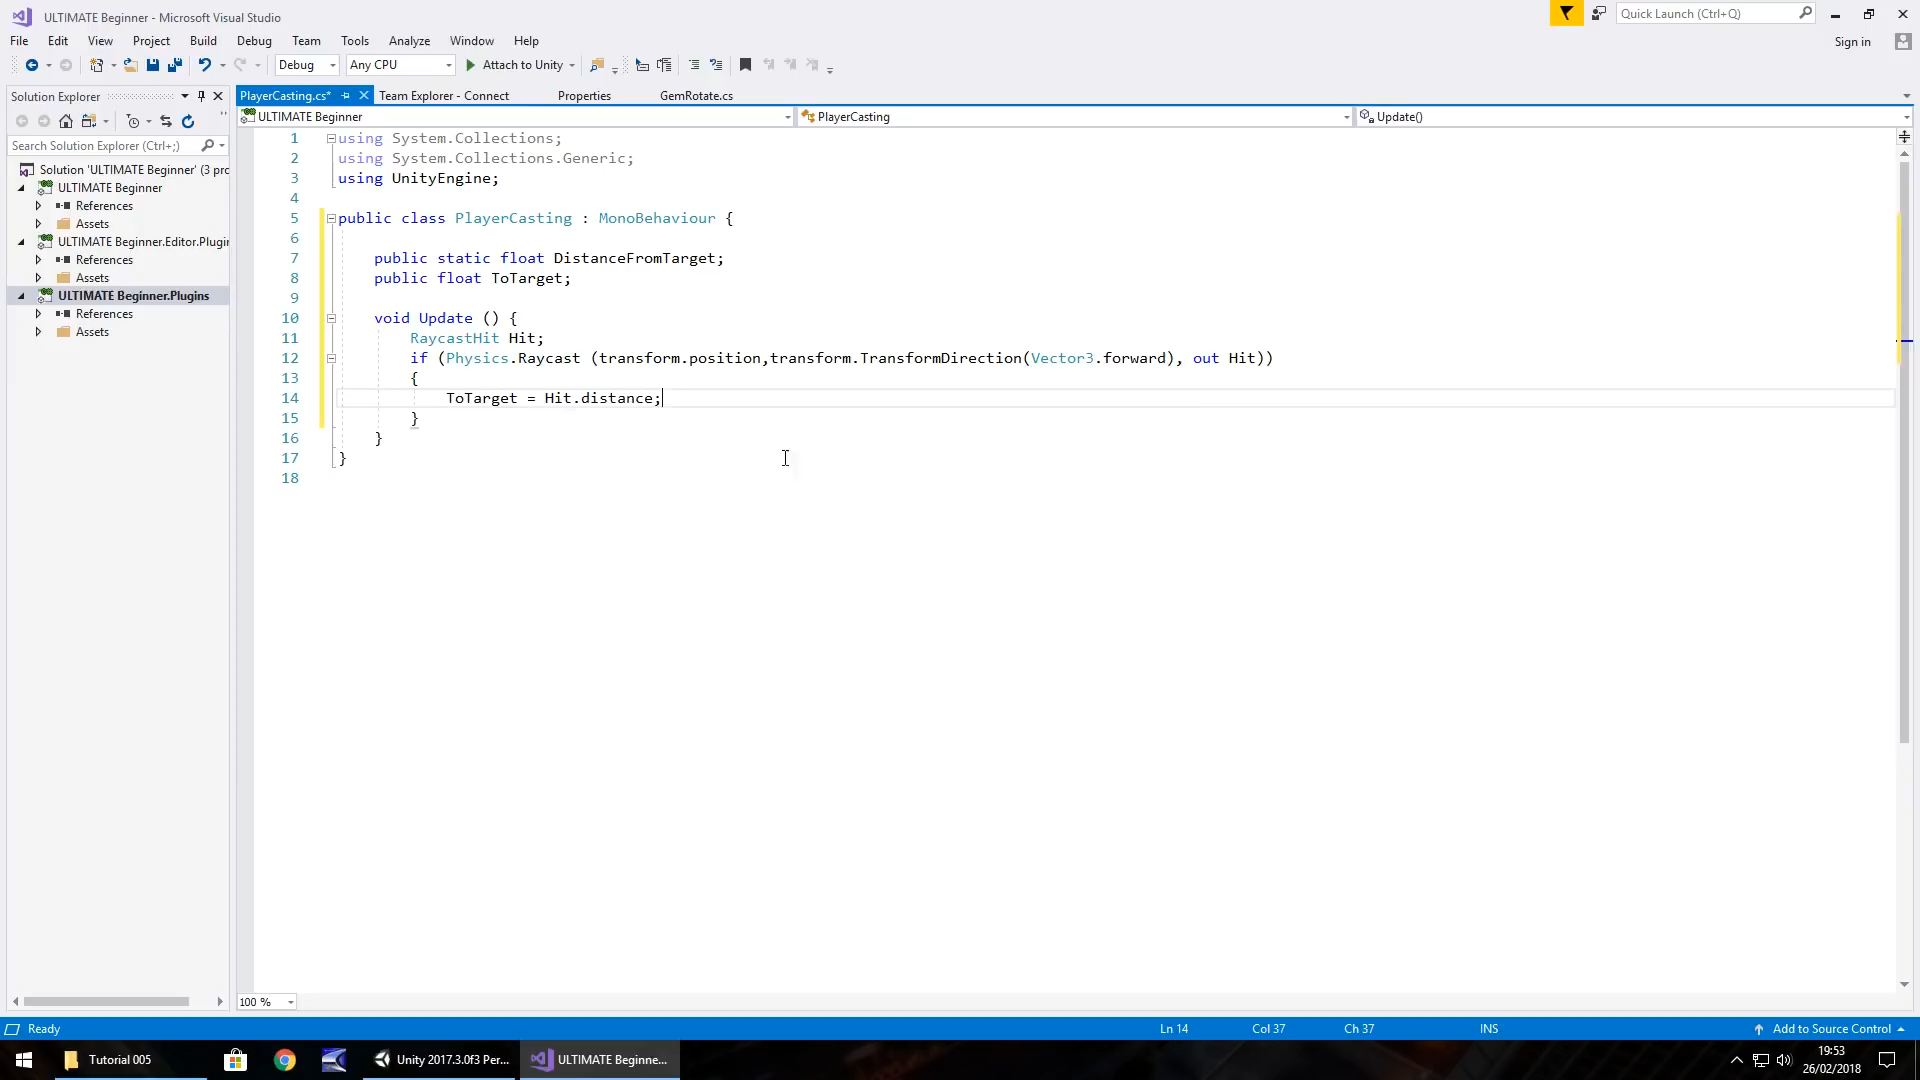 ULTIMATE Beginner - Microsoft Visual Studio
Quick Launch (Ctrl+Q)
File Edit View Project Build Debug Team Tools Analyze Window Help
Sign in
Debug Any CPU Attach to Unity
Solution Explorer
PlayerCasting.cs* Team Explorer - Connect Properties GemRotate.cs
ULTIMATE Beginner PlayerCasting Update()
Search Solution Explorer (Ctrl+;)
Solution 'ULTIMATE Beginner' (3 pro
ULTIMATE Beginner
References
Assets
ULTIMATE Beginner.Editor.Plugin
References
Assets
ULTIMATE Beginner.Plugins
References
Assets
1 using System.Collections;
2 using System.Collections.Generic;
3 using UnityEngine;
4
5 public class PlayerCasting : MonoBehaviour {
6
7 public static float DistanceFromTarget;
8 public float ToTarget;
9
10 void Update () {
11 RaycastHit Hit;
12 if (Physics.Raycast (transform.position,transform.TransformDirection(Vector3.forward), out Hit))
13 {
14 ToTarget = Hit.distance;
15 }
16 }
17 }
18
100 %
Ready Ln 14 Col 37 Ch 37 INS Add to Source Control
Tutorial 005 Unity 2017.3.0f3 Per... ULTIMATE Beginne...
19:53
26/02/2018